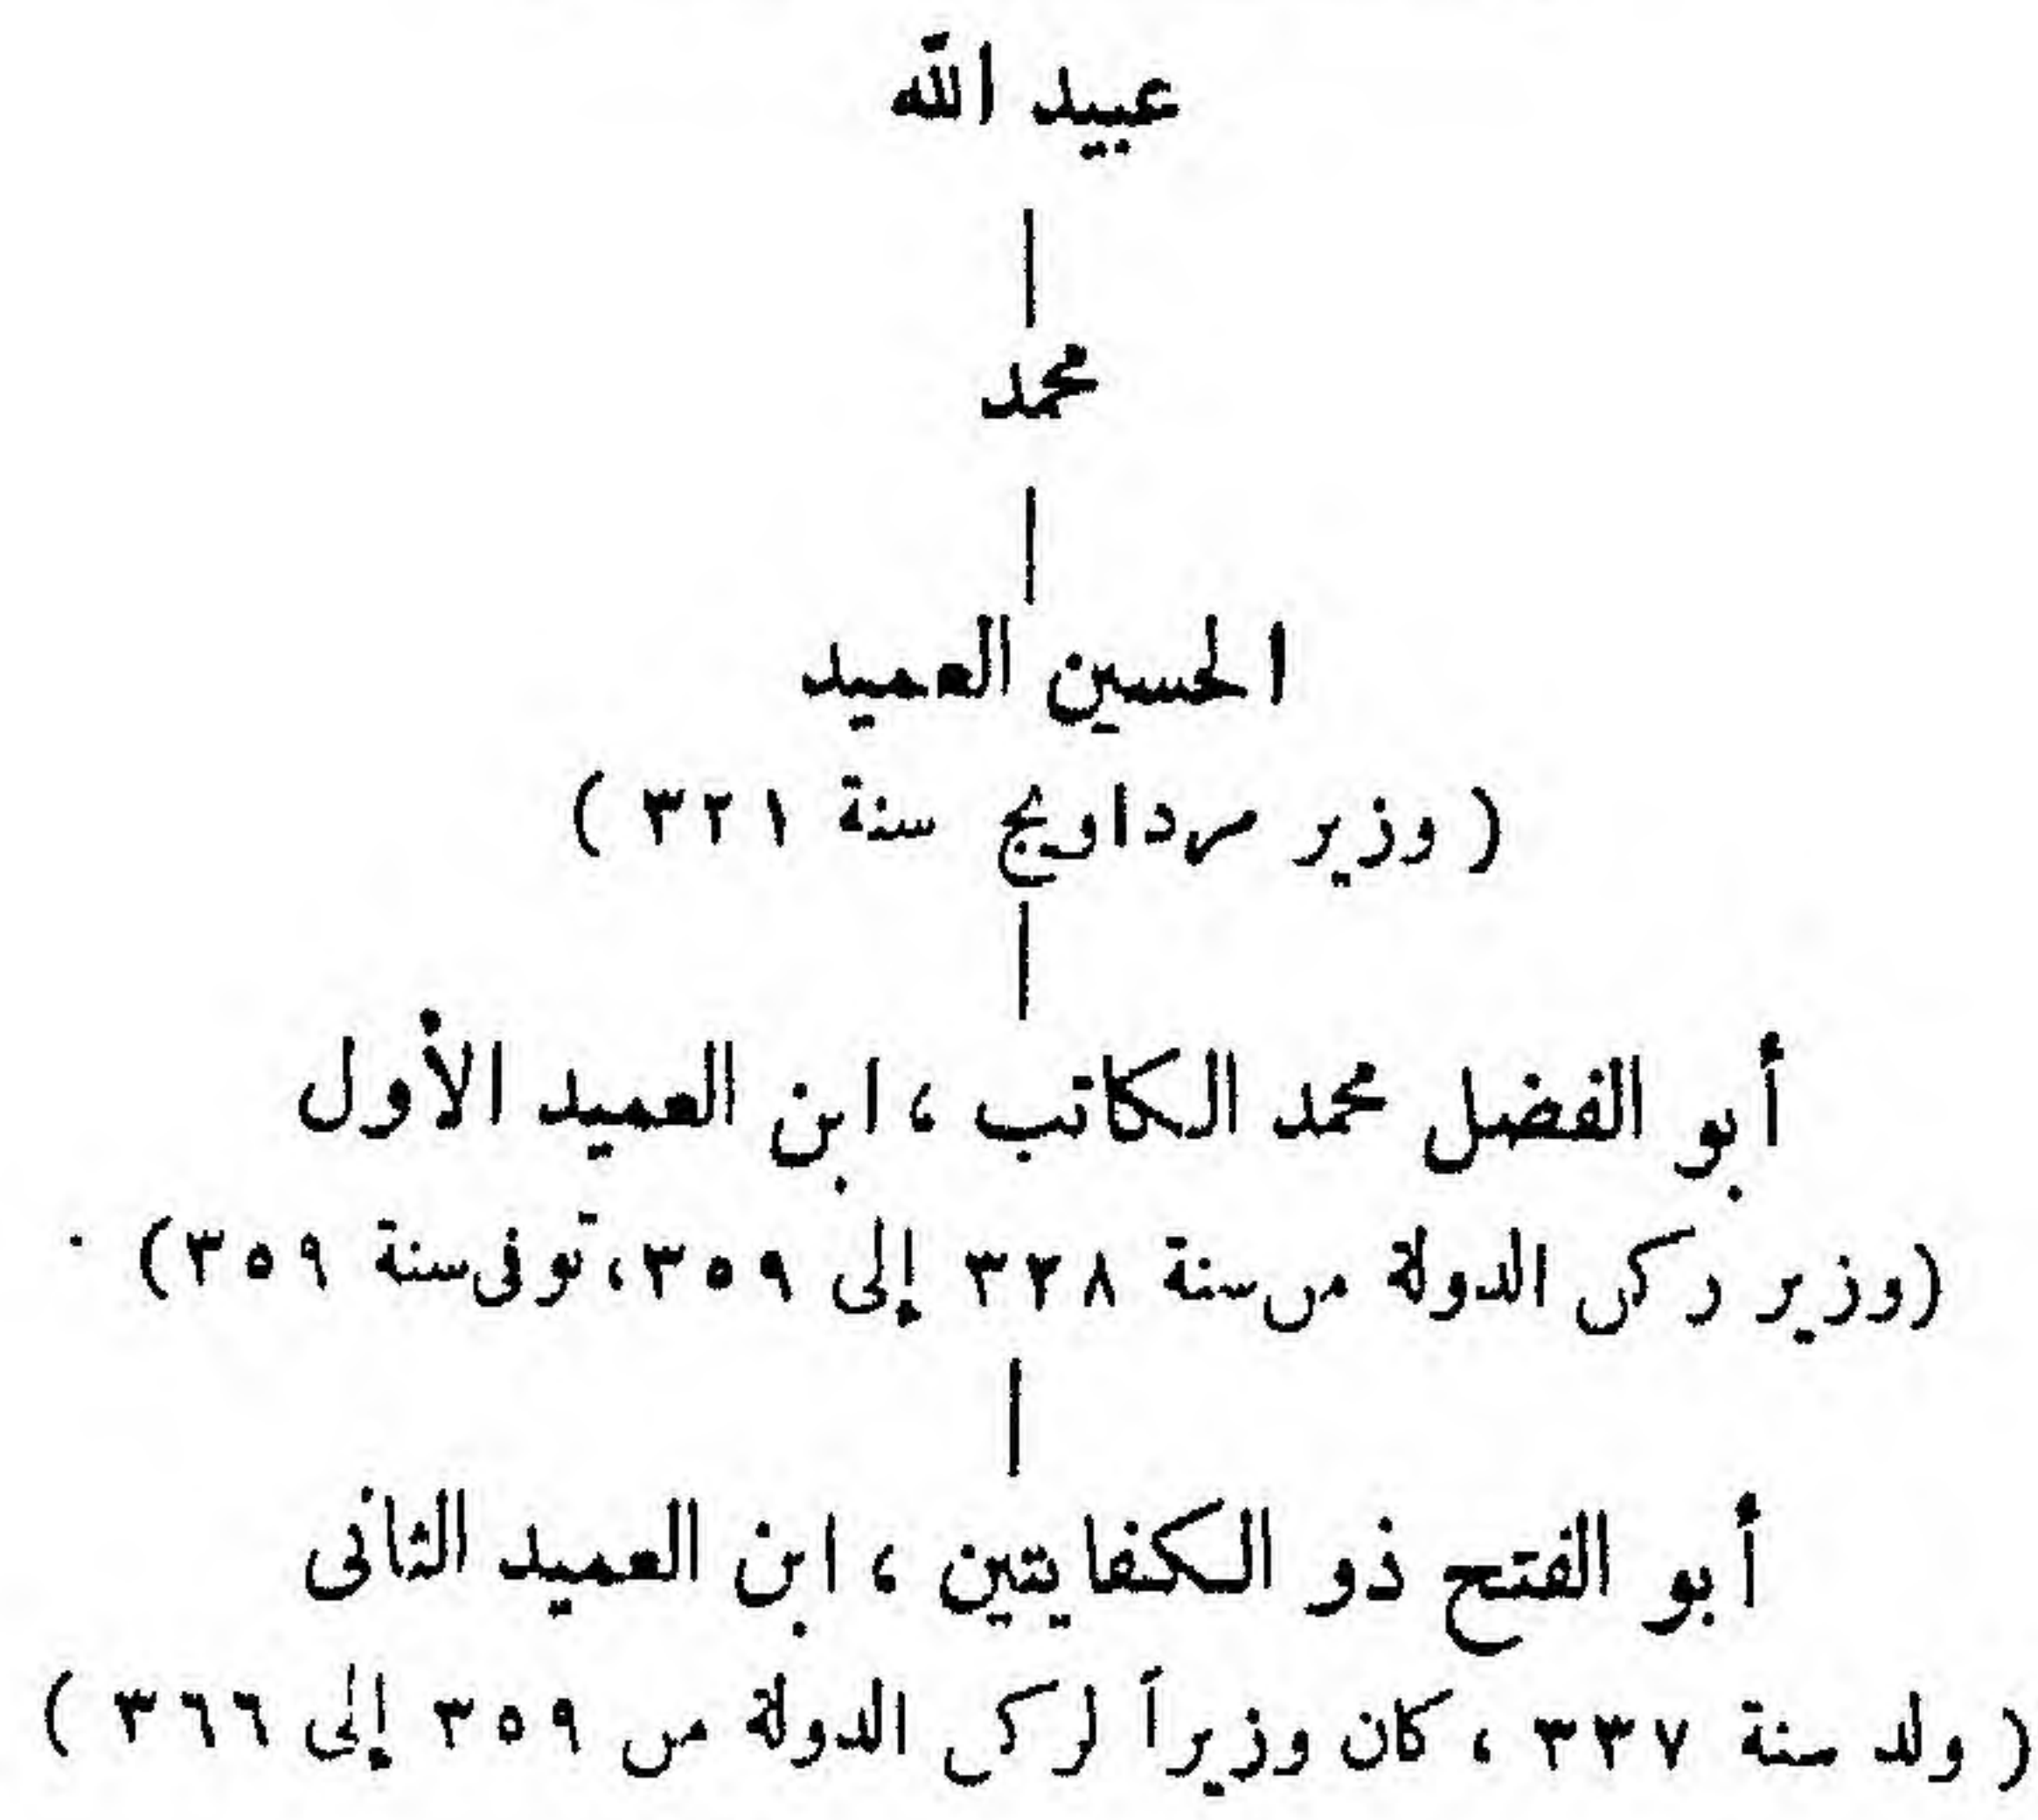 عبيد الله
محمد
الحسين العميد
( وزير مرداويج سنة ٣٢١ )
أبو الفضل محمد الكاتب ، ابن العميد الأول
(وزير ركن الدولة من سنة ٣٢٨ إلى ٣٥٩، توفى سنة ٣٥٩)
أبو الفتح ذو الكفايتين ، ابن العميد الثانى
( ولد سنة ٣٣٧ ، كان وزيراً لركن الدولة من ٣٥٩ إلى ٣٦٦ )